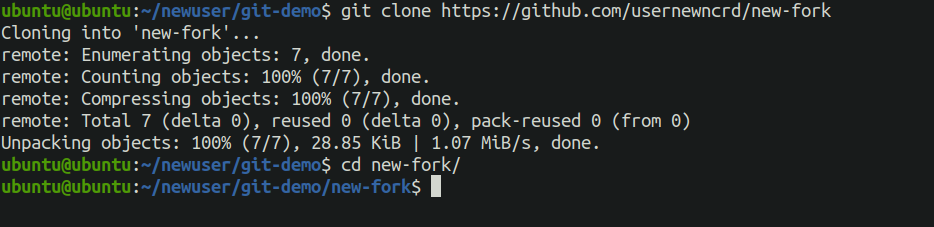 ubuntu@ubuntu:~/newuser/git-demo$ git clone https://github.com/usernewncrd/new-fork
Cloning into 'new-fork'...
remote: Enumerating objects: 7, done.
remote: Counting objects: 100% (7/7), done.
remote: Compressing objects: 100% (7/7), done.
remote: Total 7 (delta 0), reused 0 (delta 0), pack-reused 0 (from 0)
Unpacking objects: 100% (7/7), 28.85 KiB | 1.07 MiB/s, done.
ubuntu@ubuntu:~/newuser/git-demo$ cd new-fork/
ubuntu@ubuntu:~/newuser/git-demo/new-fork$